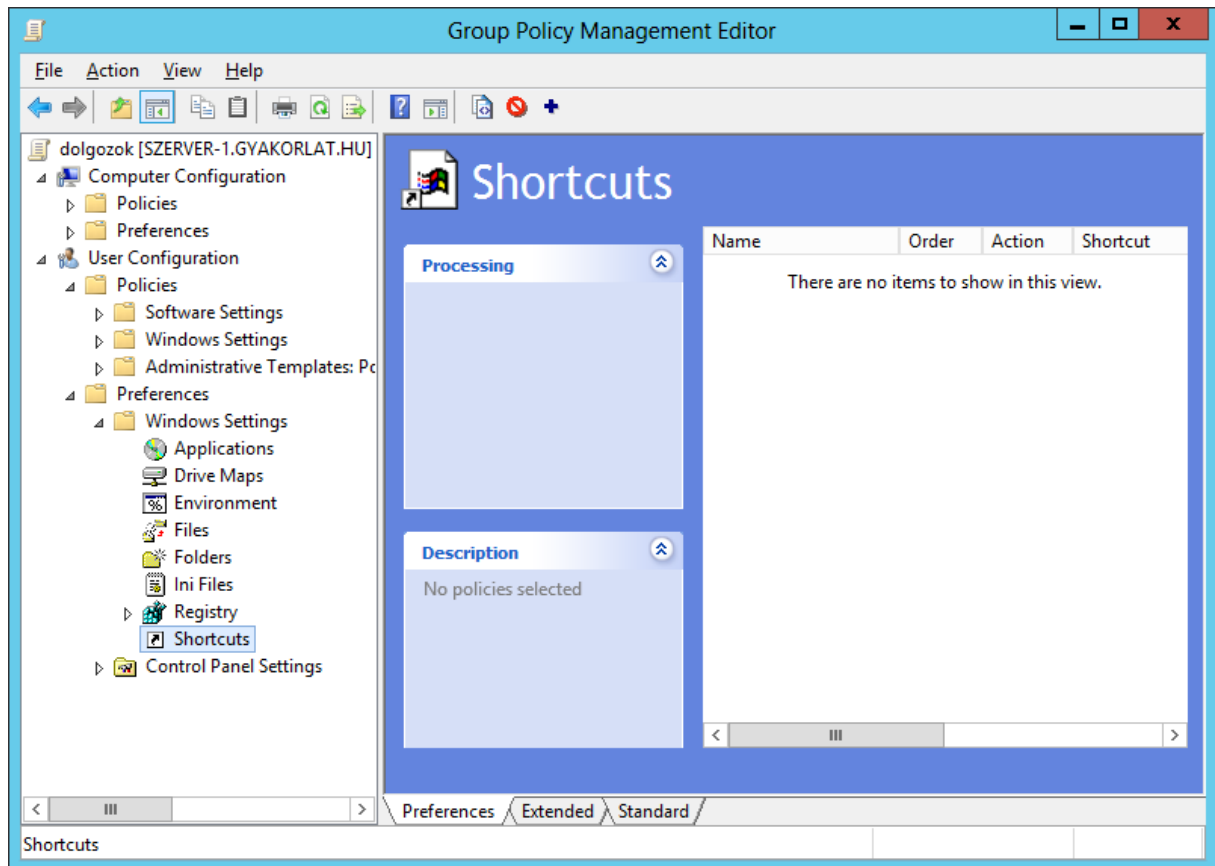 Group Policy Management Editor
File Action View Help
dolgozok [SZERVER-1.GYAKORLAT.HU]
Computer Configuration
Policies
Preferences
User Configuration
Policies
Software Settings
Windows Settings
Administrative Templates: Po
Preferences
Windows Settings
Applications
Drive Maps
Environment
Files
Folders
Ini Files
Registry
Shortcuts
Control Panel Settings
Shortcuts
Processing
Description
No policies selected
Name Order Action Shortcut
There are no items to show in this view.
Preferences Extended Standard
Shortcuts